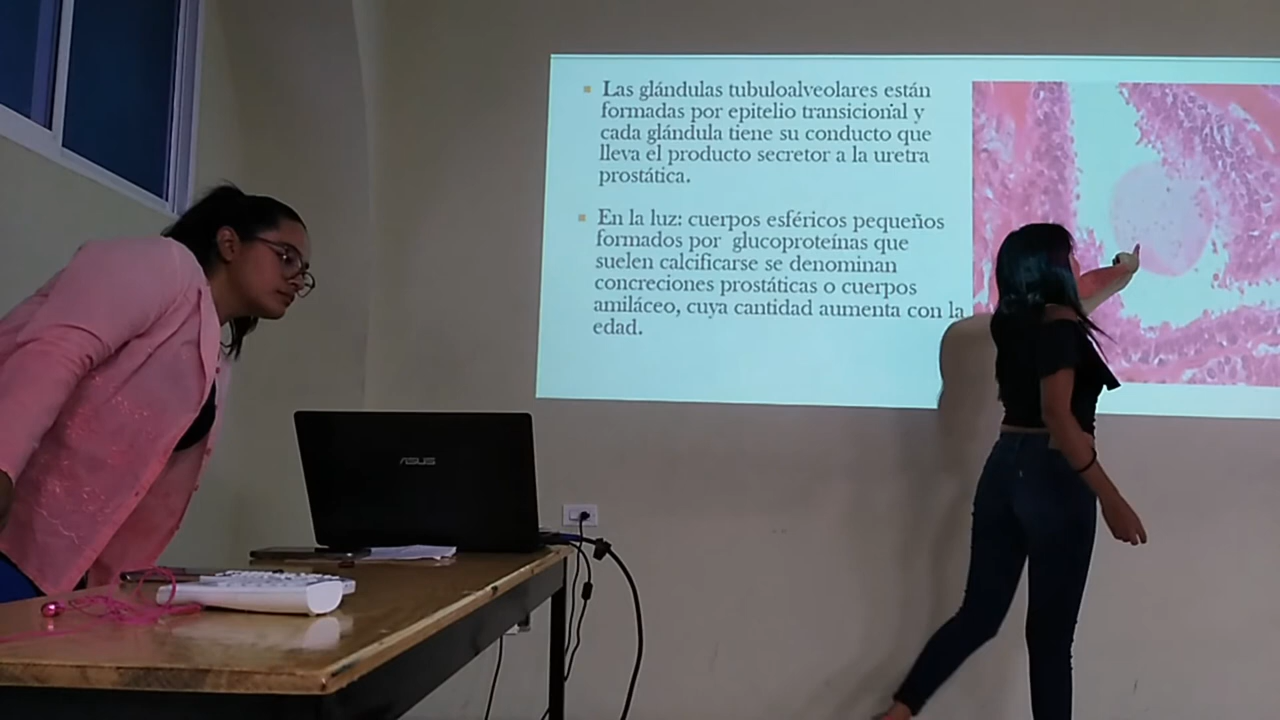 Las glándulas tubuloalveolares están
formadas por epitelio transicional y
cada glándula tiene su conducto que
lleva el producto secretor a la uretra
prostática.
En la luz: cuerpos esféricos pequeños
formados por glucoproteínas que
suelen calcificarse se denominan
concreciones prostáticas o cuerpos
amiláceo, cuya cantidad aumenta con la
edad.
ASUS